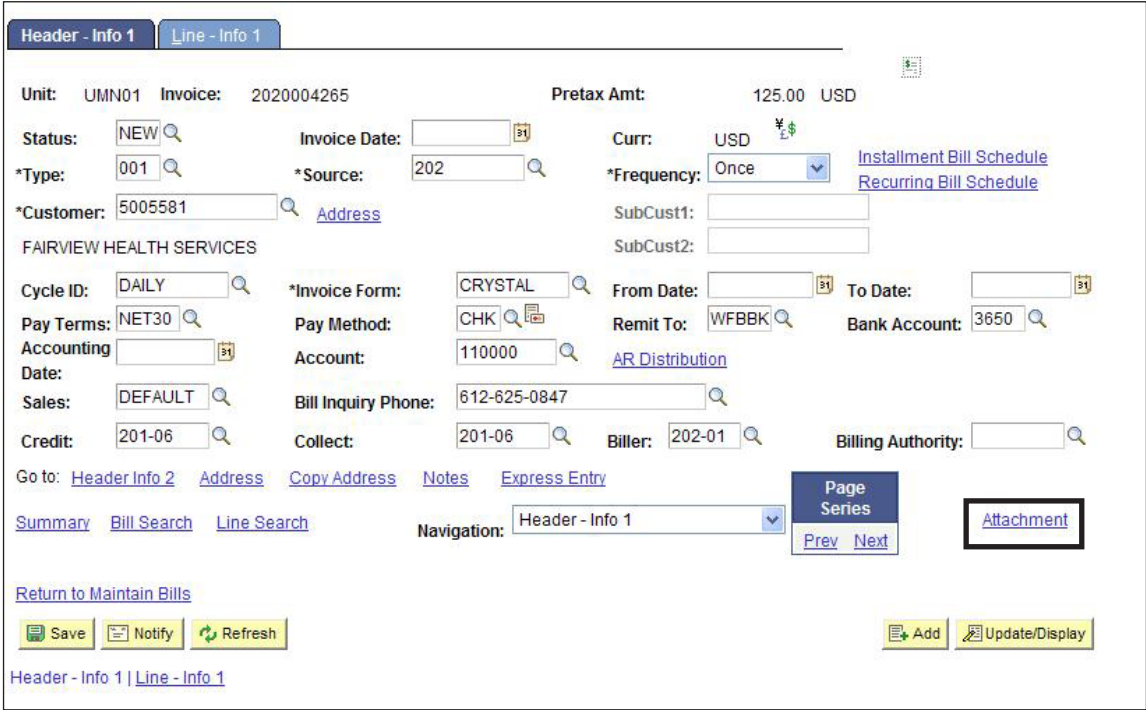 Header - Info 1 Line - Info 1
Unit: UMN01 Invoice: 2020004265 Pretax Amt: 125.00 USD
Status: NEW Invoice Date: 31 Curr: USD ¥£$
*Type: 001 *Source: 202 *Frequency: Once Installment Bill Schedule
Recurring Bill Schedule
*Customer: 5005581 Address SubCust1:
FAIRVIEW HEALTH SERVICES SubCust2:
Cycle ID: DAILY *Invoice Form: CRYSTAL From Date: 31 To Date: 31
Pay Terms: NET30 Pay Method: CHK Remit To: WFBBK Bank Account: 3650
Accounting Date: 31 Account: 110000 AR Distribution
Sales: DEFAULT Bill Inquiry Phone: 612-625-0847
Credit: 201-06 Collect: 201-06 Biller: 202-01 Billing Authority:
Go to: Header Info 2 Address Copy Address Notes Express Entry
Page Series
Summary Bill Search Line Search Navigation: Header - Info 1 Prev Next Attachment
Return to Maintain Bills
Save Notify Refresh Add Update/Display
Header - Info 1 | Line - Info 1